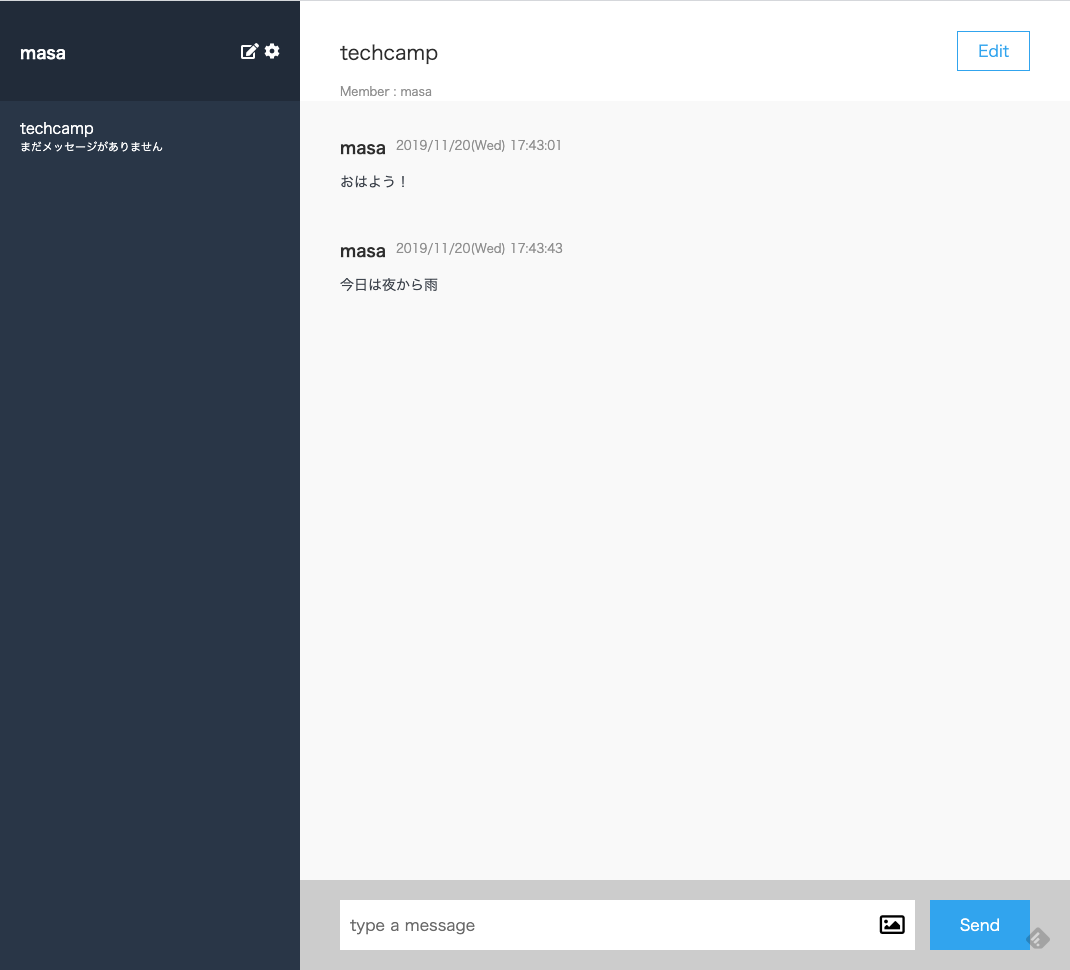 masa
techcamp
まだメッセージがありません
techcamp
Edit
Member : masa
masa 2019/11/20(Wed) 17:43:01
おはよう！
masa 2019/11/20(Wed) 17:43:43
今日は夜から雨
type a message
Send